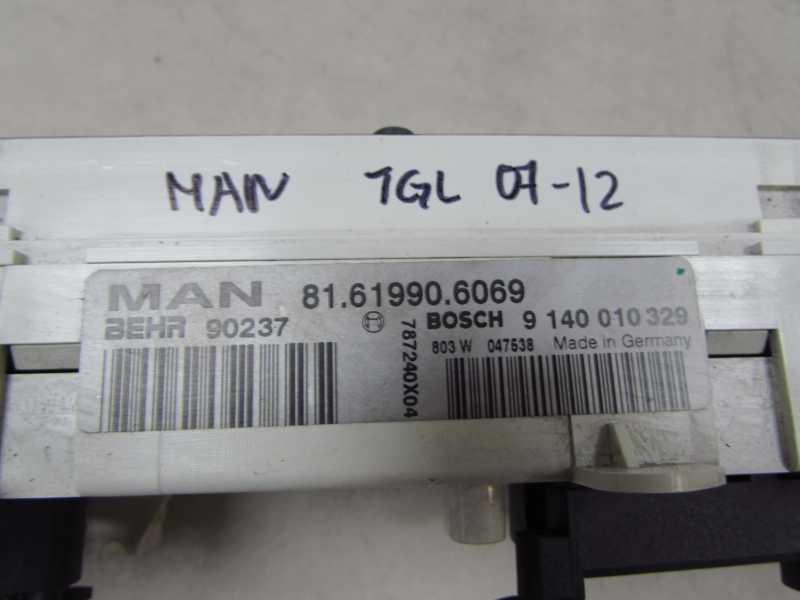 MAN TGL 07-12
MAN 81.61990.6069
BEHR 90237 BOSCH 9 140 010 329
803 W 047538 Made in Germany
787240X04